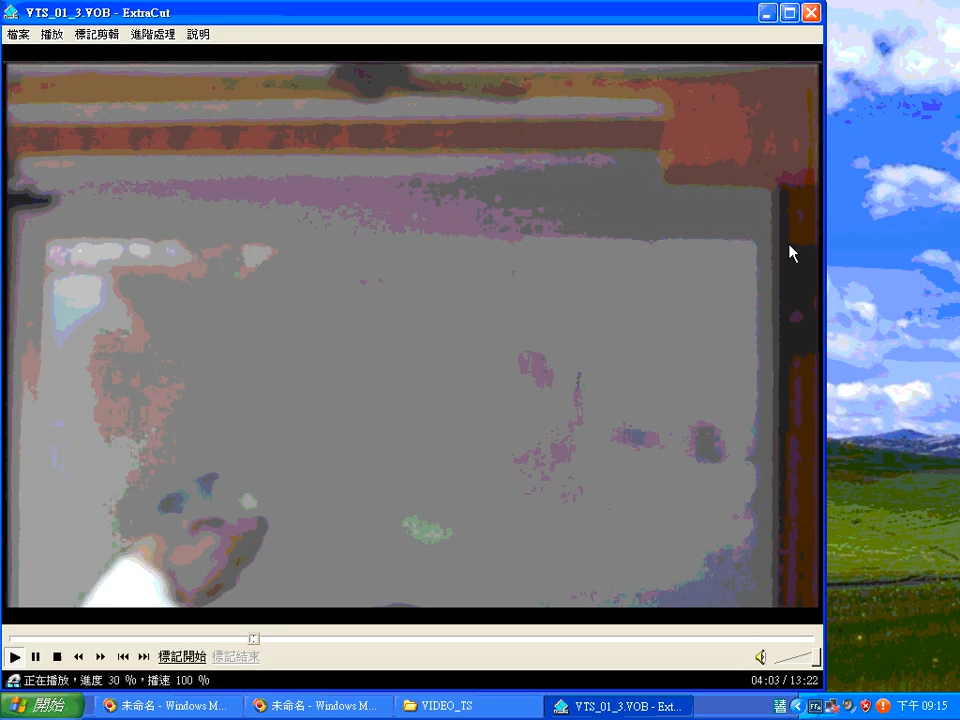 VTS_01_3.VOB - ExtraCut
檔案 播放 標記剪輯 進階處理 說明
標記開始 標記結束
正在播放，進度 30 %，播速 100 % 04:03 / 13:22
開始 未命名 - Windows M... 未命名 - Windows M... VIDEO_TS VTS_01_3.VOB - Ext... 下午 09:15